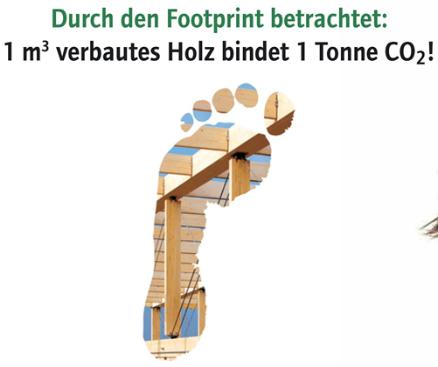 Durch den Footprint betrachtet:
1 m³ verbautes Holz bindet 1 Tonne CO₂!